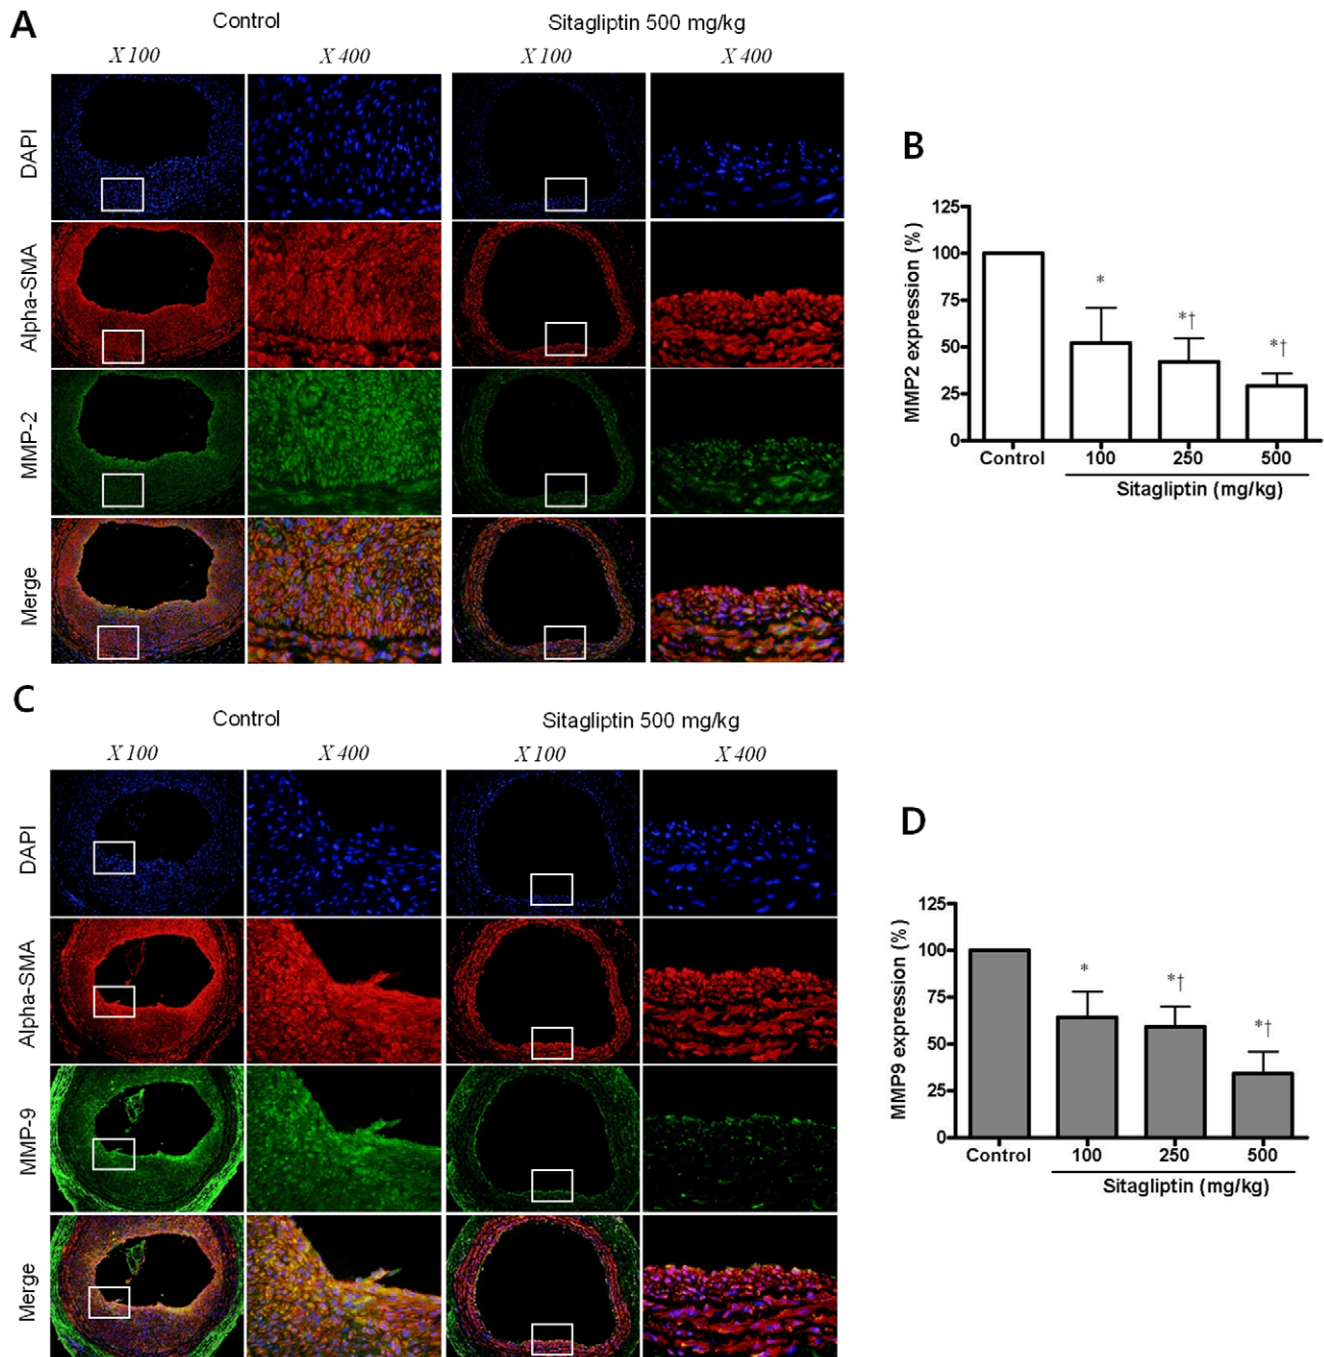 A
Control
Sitagliptin 500 mg/kg
X 100
X 400
X 100
X 400
DAPI
Alpha-SMA
MMP-2
Merge
B
MMP2 expression (%)
125
100
75
50
25
0
*
*†
*†
Control
100
250
500
Sitagliptin (mg/kg)
C
Control
Sitagliptin 500 mg/kg
X 100
X 400
X 100
X 400
DAPI
Alpha-SMA
MMP-9
Merge
D
MMP9 expression (%)
125
100
75
50
25
0
*
*†
*†
Control
100
250
500
Sitagliptin (mg/kg)